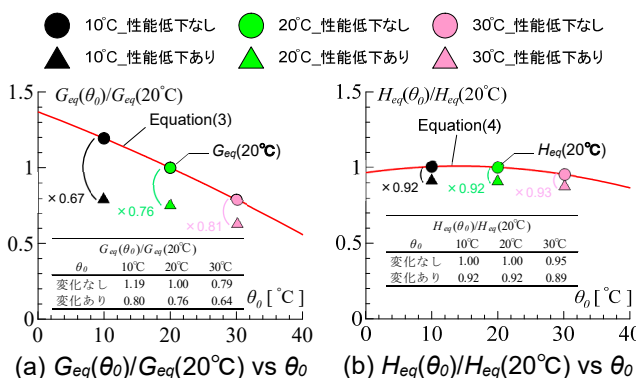 10℃_性能低下なし 20℃_性能低下なし 30℃_性能低下なし
10℃_性能低下あり 20℃_性能低下あり 30℃_性能低下あり
1.5
1
0.5
0
Geq(θ0)/Geq(20℃)
Equation(3)
Geq(20℃)
×0.67
×0.76
×0.81
Geq(θ0)/Geq(20℃)
θ0 10℃ 20℃ 30℃
変化なし 1.19 1.00 0.79
変化あり 0.80 0.76 0.64
θ0 [℃]
0 10 20 30 40
(a) Geq(θ0)/Geq(20℃) vs θ0
1.5
1
0.5
0
Heq(θ0)/Heq(20℃)
Equation(4)
Heq(20℃)
×0.92
×0.92
×0.93
Heq(θ0)/Heq(20℃)
θ0 10℃ 20℃ 30℃
変化なし 1.00 1.00 0.95
変化あり 0.92 0.92 0.89
θ0 [℃]
0 10 20 30 40
(b) Heq(θ0)/Heq(20℃) vs θ0